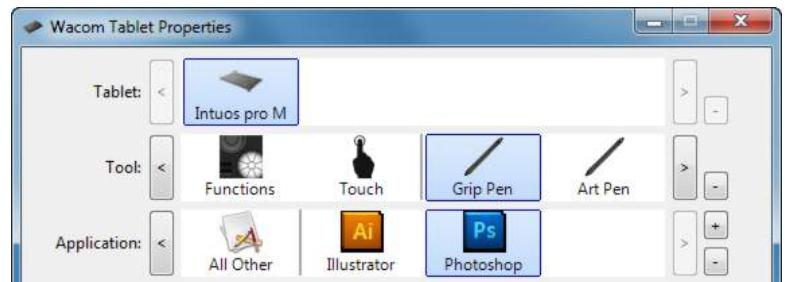 Wacom Tablet Properties
X
Tablet: < Intuos pro M > -
Tool: < Functions Touch Grip Pen Art Pen > -
Application: < All Other Ai Illustrator Ps Photoshop > + -